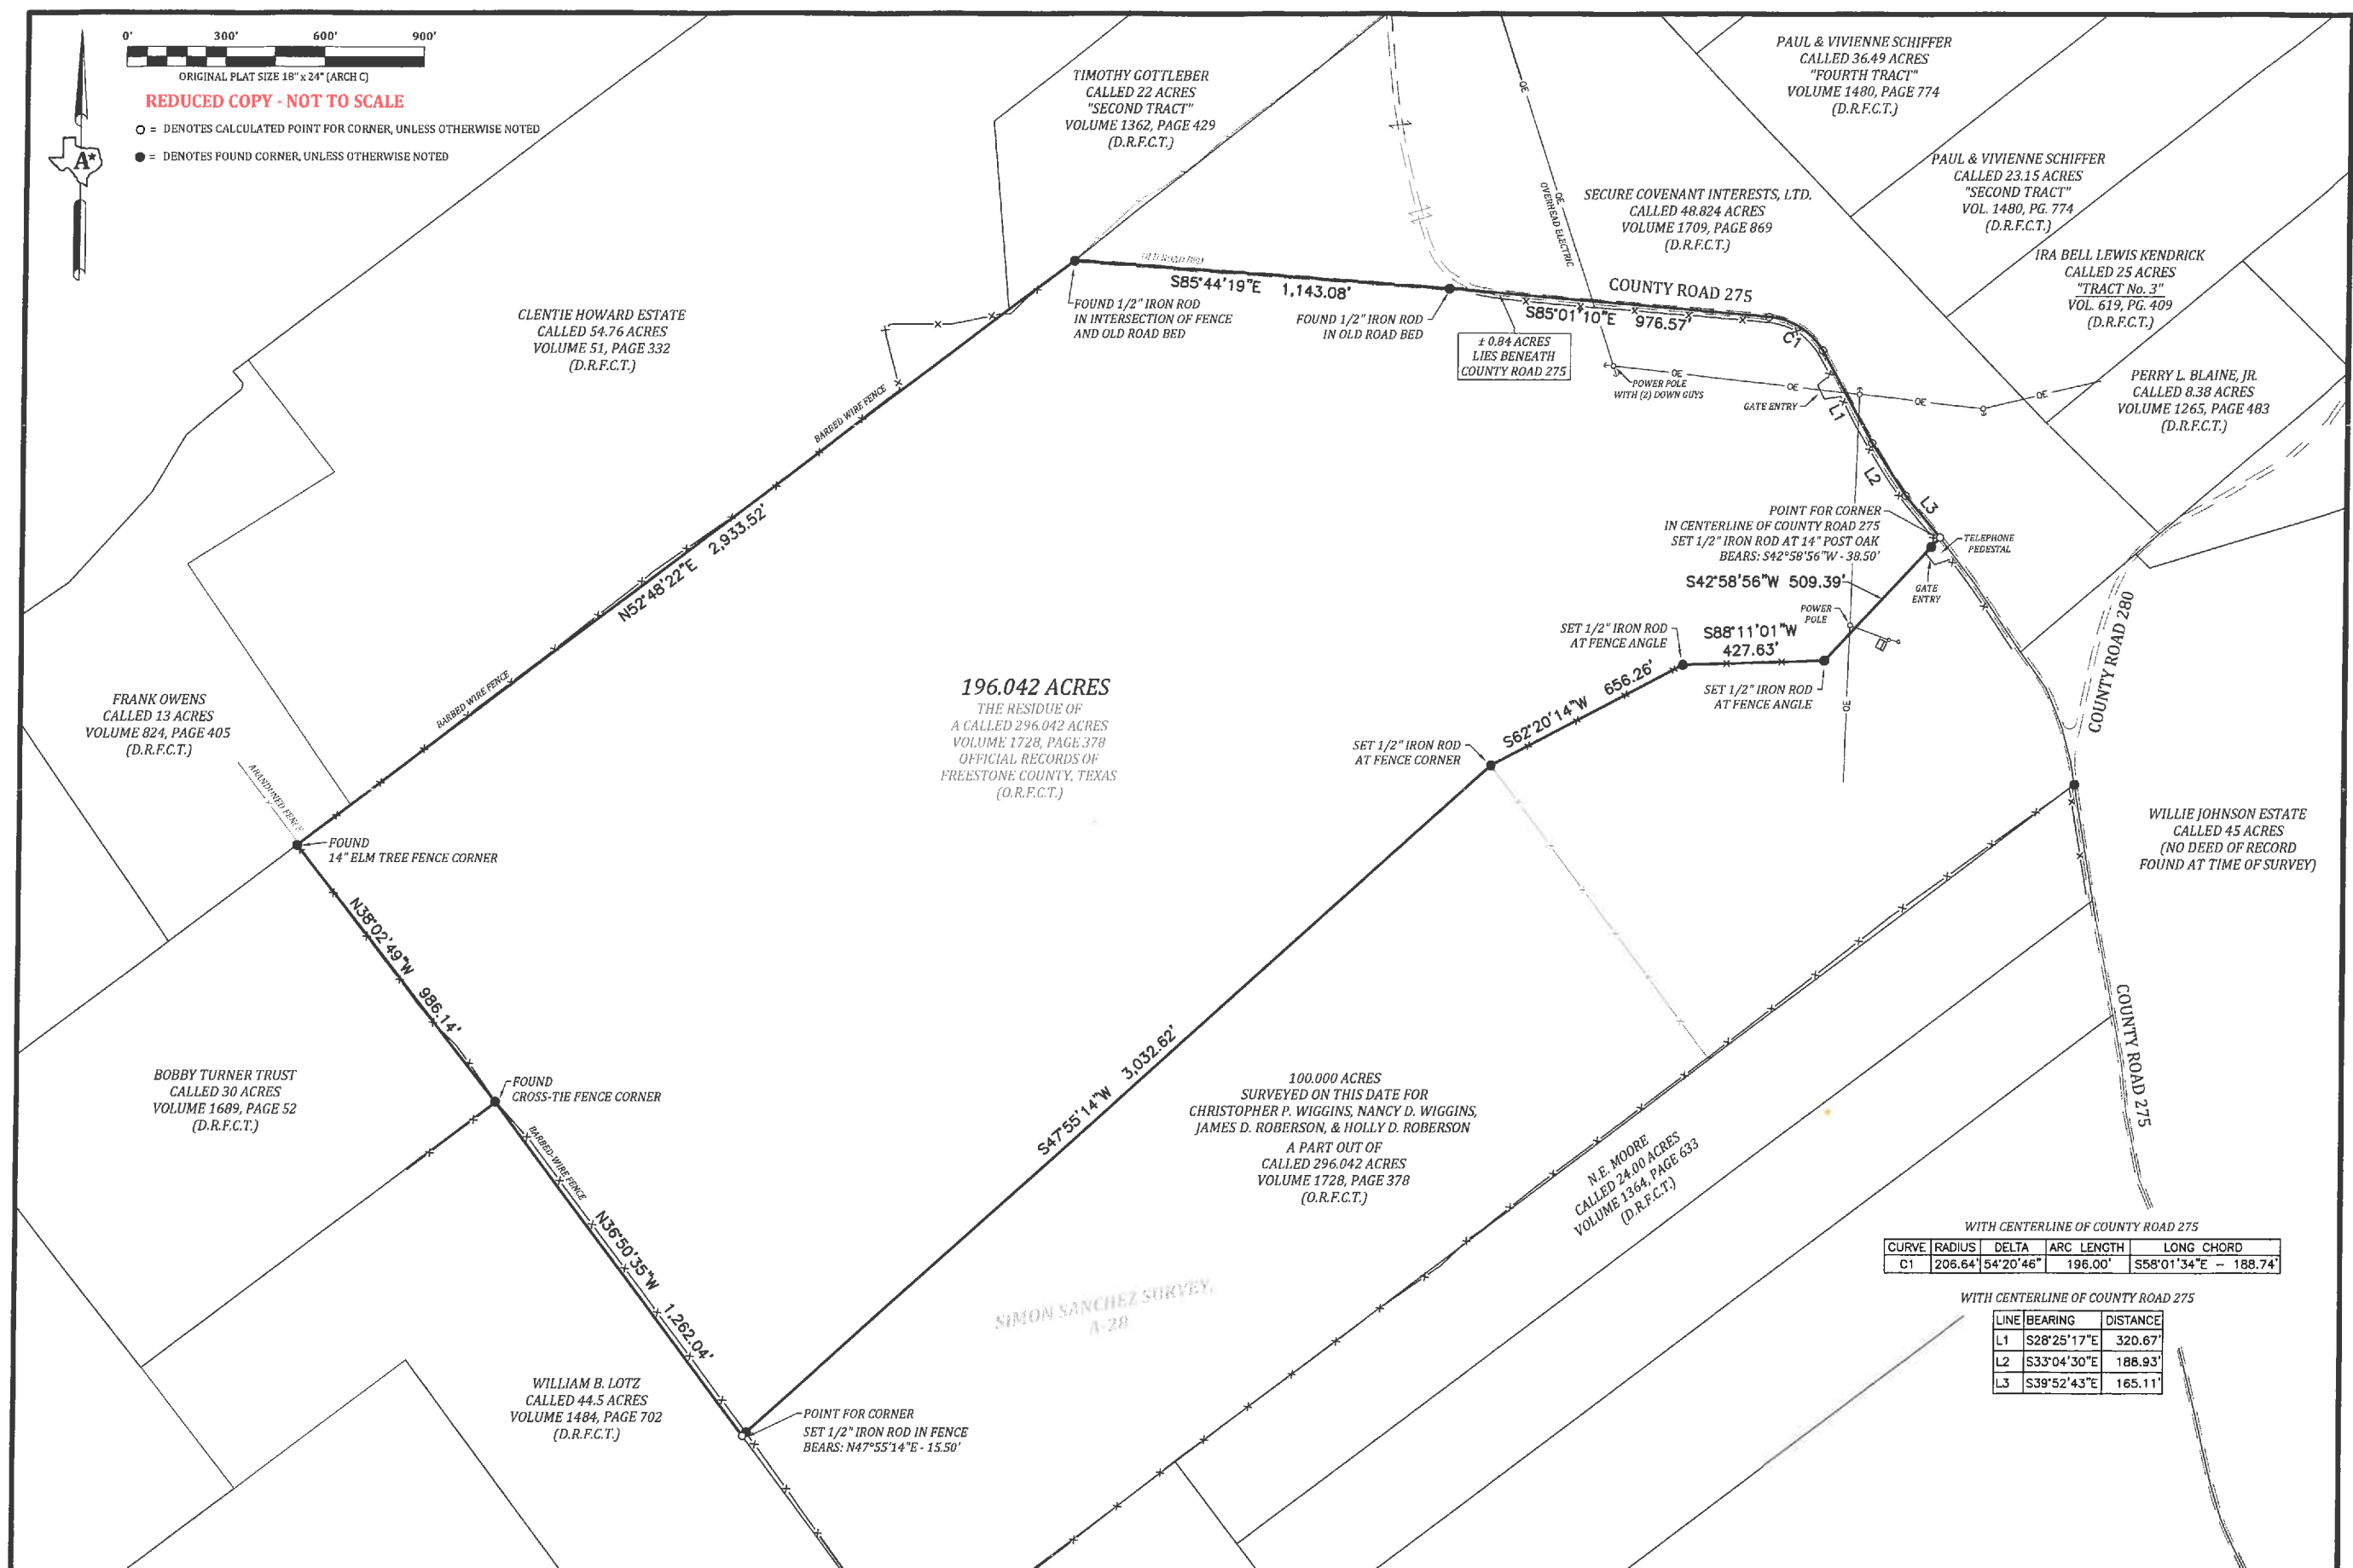 0' 300' 600' 900'
ORIGINAL PLAT SIZE 18" x 24" (ARCH C)
REDUCED COPY - NOT TO SCALE
O = DENOTES CALCULATED POINT FOR CORNER, UNLESS OTHERWISE NOTED
● = DENOTES FOUND CORNER, UNLESS OTHERWISE NOTED
A
TIMOTHY GOTTLEBER
CALLED 22 ACRES
"SECOND TRACT"
VOLUME 1362, PAGE 429
(D.R.F.C.T.)
PAUL & VIVIENNE SCHIFFER
CALLED 36.49 ACRES
"FOURTH TRACT"
VOLUME 1480, PAGE 774
(D.R.F.C.T.)
PAUL & VIVIENNE SCHIFFER
CALLED 23.15 ACRES
"SECOND TRACT"
VOL. 1480, PG. 774
(D.R.F.C.T.)
SECURE COVENANT INTERESTS, LTD.
CALLED 48.824 ACRES
VOLUME 1709, PAGE 869
(D.R.F.C.T.)
OE
OE
OVERHEAD ELECTRIC
IRA BELL LEWIS KENDRICK
CALLED 25 ACRES
"TRACT No. 3"
VOL. 619, PG. 409
(D.R.F.C.T.)
PERRY L. BLAINE, JR.
CALLED 8.38 ACRES
VOLUME 1265, PAGE 483
(D.R.F.C.T.)
CLENTIE HOWARD ESTATE
CALLED 54.76 ACRES
VOLUME 51, PAGE 332
(D.R.F.C.T.)
OLD ROAD BED
S85°44'19"E 1,143.08'
FOUND 1/2" IRON ROD
IN INTERSECTION OF FENCE
AND OLD ROAD BED
FOUND 1/2" IRON ROD
IN OLD ROAD BED
COUNTY ROAD 275
S85°01'10"E 976.57'
± 0.84 ACRES
LIES BENEATH
COUNTY ROAD 275
C1
OE
OE
OE
OE
POWER POLE
WITH (2) DOWN GUYS
GATE ENTRY
L1
L2
L3
BARBED WIRE FENCE
N52°48'22"E 2,933.52'
BARBED WIRE FENCE
POINT FOR CORNER
IN CENTERLINE OF COUNTY ROAD 275
SET 1/2" IRON ROD AT 14" POST OAK
BEARS: S42°58'56"W - 38.50'
TELEPHONE
PEDESTAL
S42°58'56"W 509.39'
GATE
ENTRY
POWER
POLE
SET 1/2" IRON ROD
AT FENCE ANGLE
S88°11'01"W
427.63'
SET 1/2" IRON ROD
AT FENCE ANGLE
OE
COUNTY ROAD 280
S62°20'14"W 656.26'
SET 1/2" IRON ROD
AT FENCE CORNER
196.042 ACRES
THE RESIDUE OF
A CALLED 296.042 ACRES
VOLUME 1728, PAGE 378
OFFICIAL RECORDS OF
FREESTONE COUNTY, TEXAS
(O.R.F.C.T.)
FRANK OWENS
CALLED 13 ACRES
VOLUME 824, PAGE 405
(D.R.F.C.T.)
ABANDONED FENCE
FOUND
14" ELM TREE FENCE CORNER
WILLIE JOHNSON ESTATE
CALLED 45 ACRES
(NO DEED OF RECORD
FOUND AT TIME OF SURVEY)
N38°02'49"W 986.14'
COUNTY ROAD 275
BOBBY TURNER TRUST
CALLED 30 ACRES
VOLUME 1689, PAGE 52
(D.R.F.C.T.)
FOUND
CROSS-TIE FENCE CORNER
BARBED-WIRE FENCE
S47°55'14"W 3,032.62'
100.000 ACRES
SURVEYED ON THIS DATE FOR
CHRISTOPHER P. WIGGINS, NANCY D. WIGGINS,
JAMES D. ROBERSON, & HOLLY D. ROBERSON
A PART OUT OF
CALLED 296.042 ACRES
VOLUME 1728, PAGE 378
(O.R.F.C.T.)
N.E. MOORE
CALLED 24.00 ACRES
VOLUME 1364, PAGE 633
(D.R.F.C.T.)
N36°50'35"W 1,262.04'
SIMON SANCHEZ SURVEY,
A-28
WITH CENTERLINE OF COUNTY ROAD 275
CURVE RADIUS DELTA ARC LENGTH LONG CHORD
C1 206.64' 54°20'46" 196.00' S58°01'34"E - 188.74'
WITH CENTERLINE OF COUNTY ROAD 275
LINE BEARING DISTANCE
L1 S28°25'17"E 320.67'
L2 S33°04'30"E 188.93'
L3 S39°52'43"E 165.11'
WILLIAM B. LOTZ
CALLED 44.5 ACRES
VOLUME 1484, PAGE 702
(D.R.F.C.T.)
POINT FOR CORNER
SET 1/2" IRON ROD IN FENCE
BEARS: N47°55'14"E - 15.50'